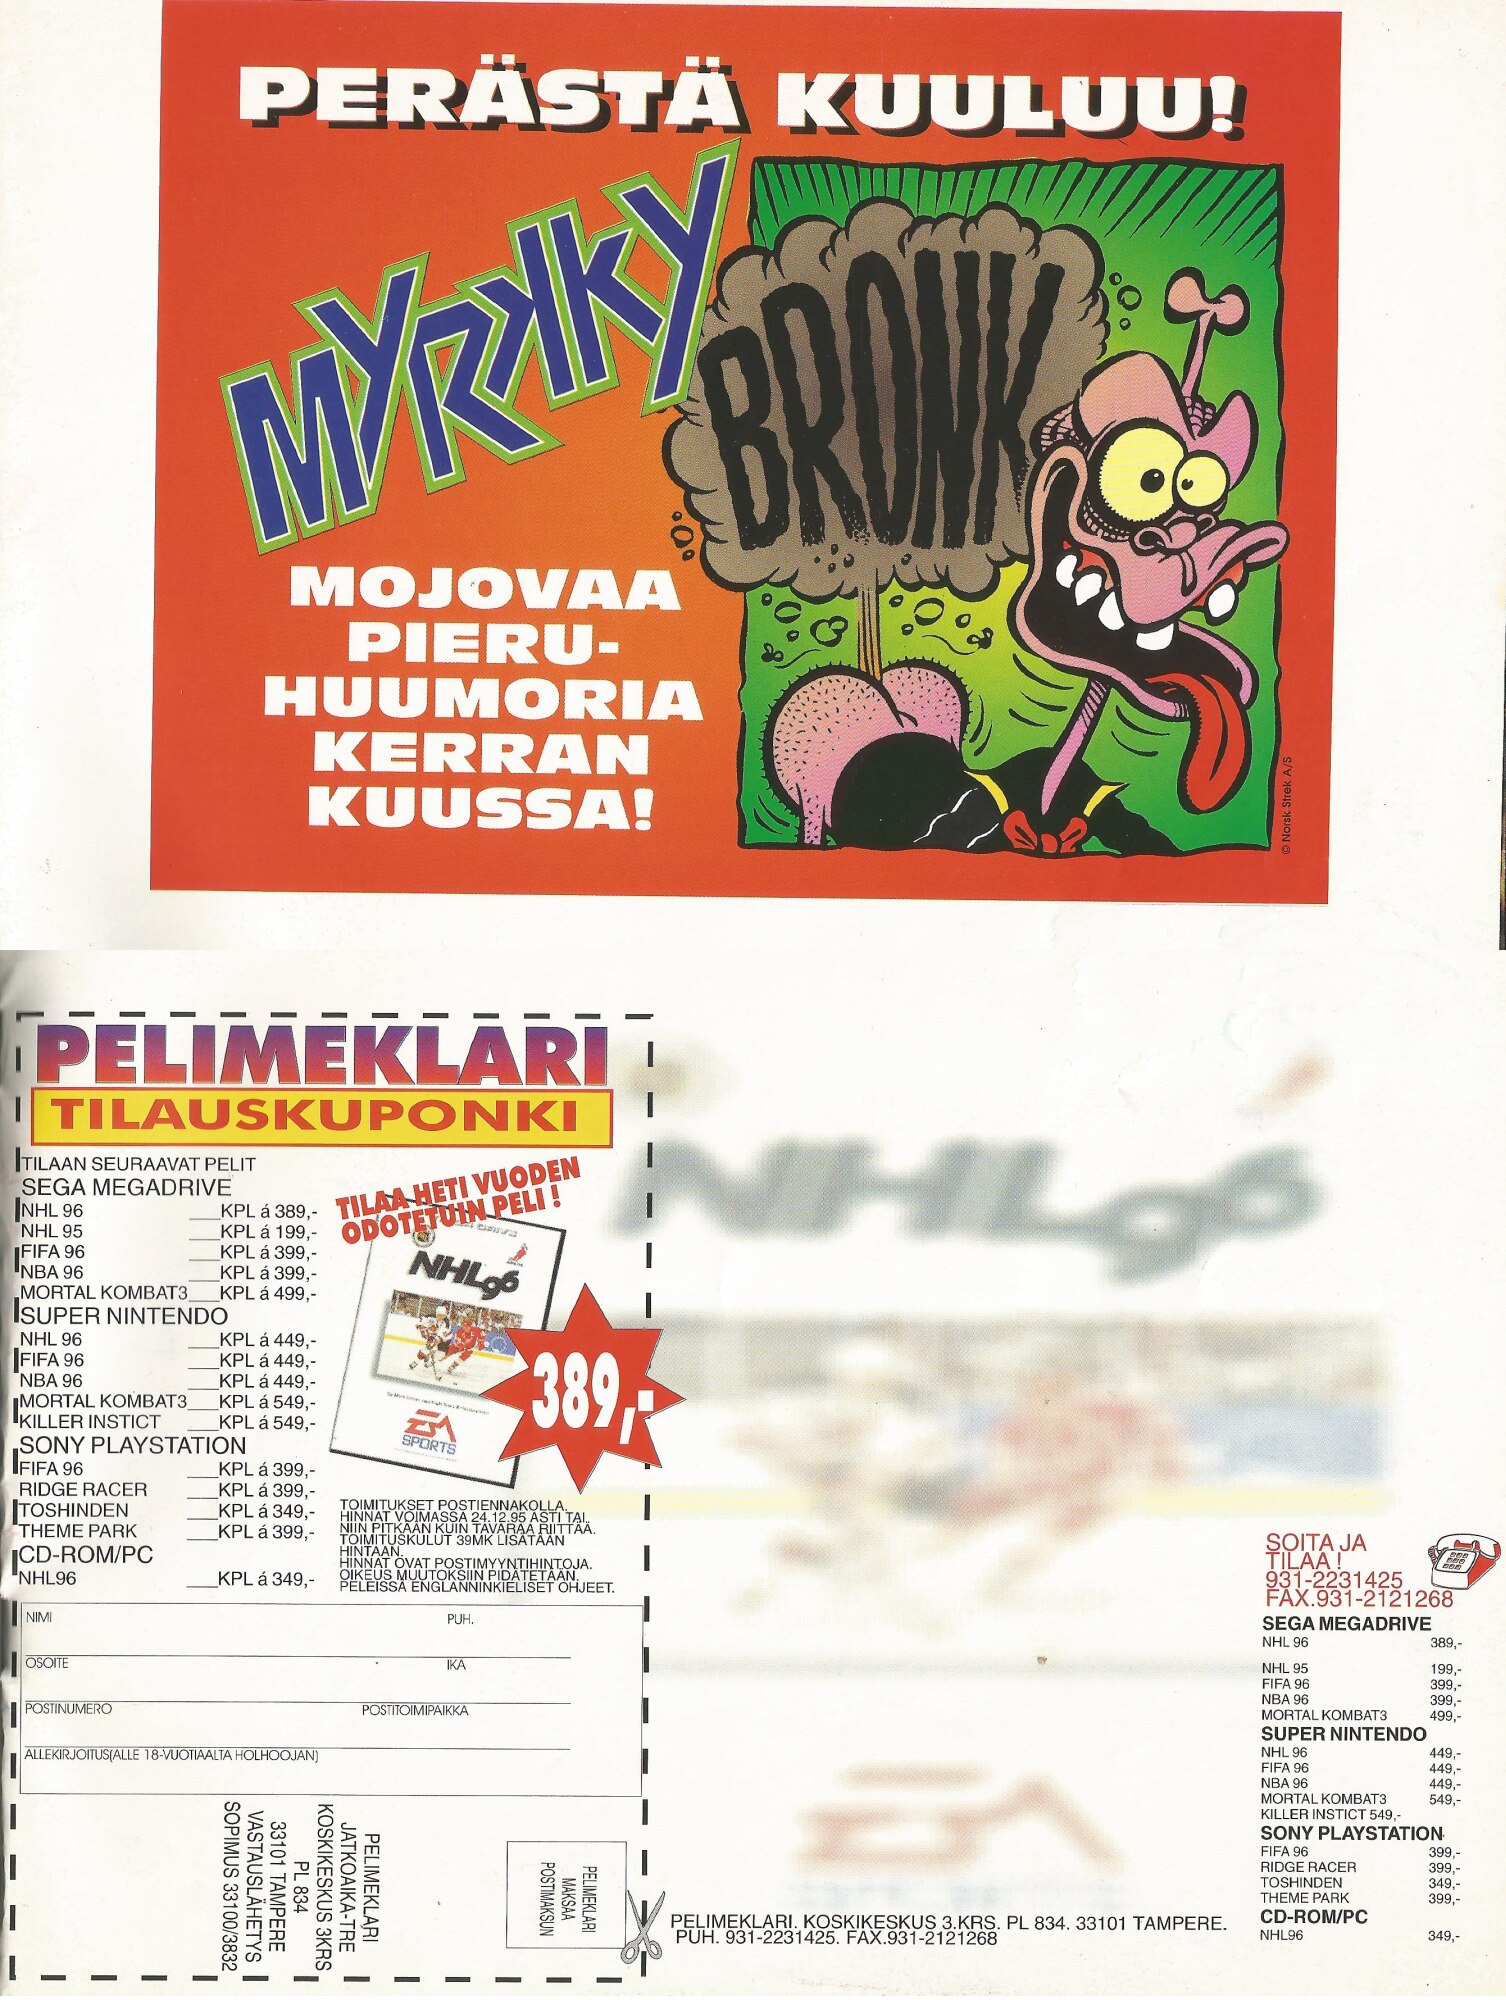 PERÄSTÄ KUULUU!
MYRKKY
BRONK
MOJOVAA
PIERU-
HUUMORIA
KERRAN
KUUSSA!
© Norsk Strek A/S
PELIMEKLARI
TILAUSKUPONKI
TILAAN SEURAAVAT PELIT
SEGA MEGADRIVE
NHL 96 ___KPL á 389,-
NHL 95 ___KPL á 199,-
FIFA 96 ___KPL á 399,-
NBA 96 ___KPL á 399,-
MORTAL KOMBAT3___KPL á 499,-
SUPER NINTENDO
NHL 96 ___KPL á 449,-
FIFA 96 ___KPL á 449,-
NBA 96 ___KPL á 449,-
MORTAL KOMBAT3___KPL á 549,-
KILLER INSTICT ___KPL á 549,-
SONY PLAYSTATION
FIFA 96 ___KPL á 399,-
RIDGE RACER ___KPL á 399,-
TOSHINDEN ___KPL á 349,-
THEME PARK ___KPL á 399,-
CD-ROM/PC
NHL96 ___KPL á 349,-
TILAA HETI VUODEN
ODOTETUIN PELI !
NHL96
EA
SPORTS
389,-
TOIMITUKSET POSTIENNAKOLLA.
HINNAT VOIMASSA 24.12.95 ASTI TAI
NIIN PITKÄÄN KUIN TAVARAA RIITTÄÄ.
TOIMITUSKULUT 39MK LISÄTÄÄN
HINTAAN.
HINNAT OVAT POSTIMYYNTIHINTOJA.
OIKEUS MUUTOKSIIN PIDÄTETÄÄN.
PELEISSÄ ENGLANNINKIELISET OHJEET.
NIMI PUH.
OSOITE IKÄ
POSTINUMERO POSTITOIMIPAIKKA
ALLEKIRJOITUS(ALLE 18-VUOTIAALTA HOLHOOJAN)
PELIMEKLARI
JATKOAIKA-TRE
KOSKIKESKUS 3KRS
PL 834
33101 TAMPERE
VASTAUSLÄHETYS
SOPIMUS 33100/3832
PELIMEKLARI
MAKSAA
POSTIMAKSUN
NHL96
EA
PELIMEKLARI. KOSKIKESKUS 3.KRS. PL 834. 33101 TAMPERE.
PUH. 931-2231425. FAX.931-2121268
SOITA JA
TILAA !
931-2231425
FAX.931-2121268
SEGA MEGADRIVE
NHL 96 389,-
NHL 95 199,-
FIFA 96 399,-
NBA 96 399,-
MORTAL KOMBAT3 499,-
SUPER NINTENDO
NHL 96 449,-
FIFA 96 449,-
NBA 96 449,-
MORTAL KOMBAT3 549,-
KILLER INSTICT 549,-
SONY PLAYSTATION
FIFA 96 399,-
RIDGE RACER 399,-
TOSHINDEN 349,-
THEME PARK 399,-
CD-ROM/PC
NHL96 349,-